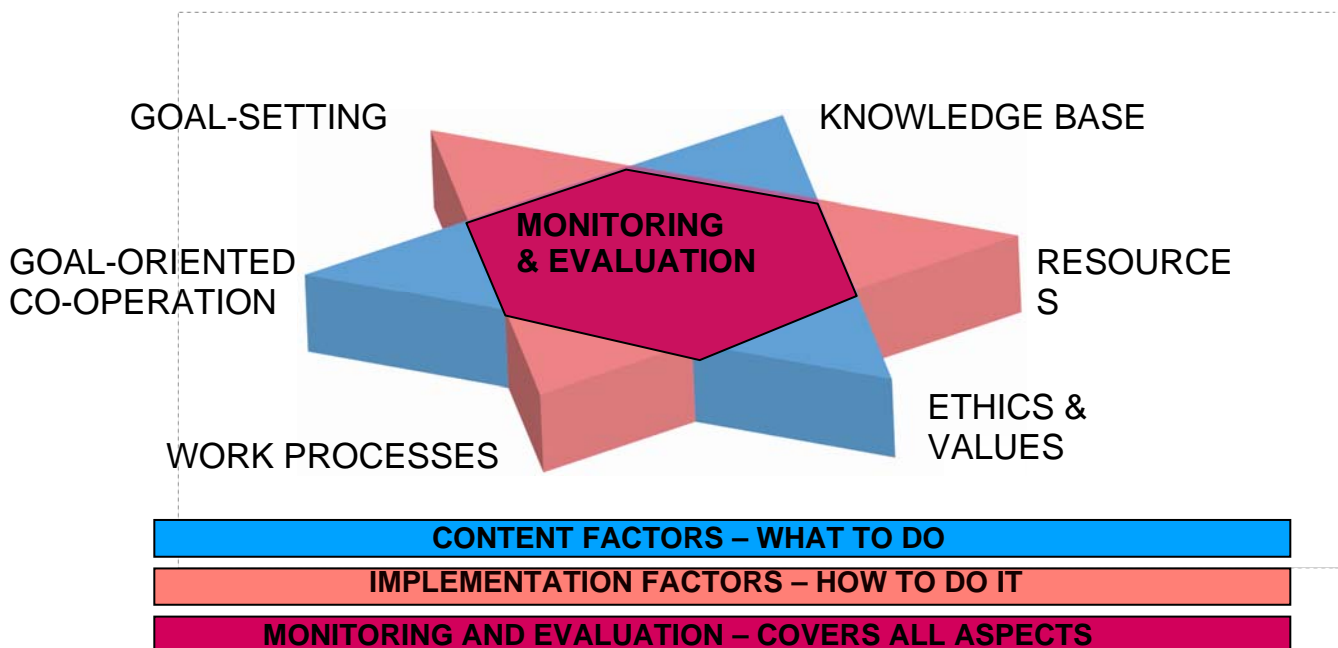 GOAL-SETTING
KNOWLEDGE BASE
MONITORING
& EVALUATION
GOAL-ORIENTED
CO-OPERATION
RESOURCE
S
ETHICS &
VALUES
WORK PROCESSES
CONTENT FACTORS – WHAT TO DO
IMPLEMENTATION FACTORS – HOW TO DO IT
MONITORING AND EVALUATION – COVERS ALL ASPECTS